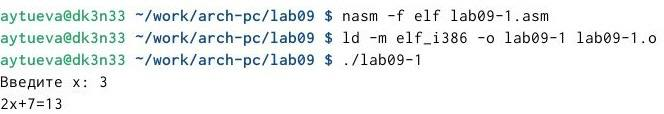 aytueva@dk3n33 ~/work/arch-pc/lab09 $ nasm -f elf lab09-1.asm
aytueva@dk3n33 ~/work/arch-pc/lab09 $ ld -m elf_i386 -o lab09-1 lab09-1.o
aytueva@dk3n33 ~/work/arch-pc/lab09 $ ./lab09-1
Введите x: 3
2x+7=13